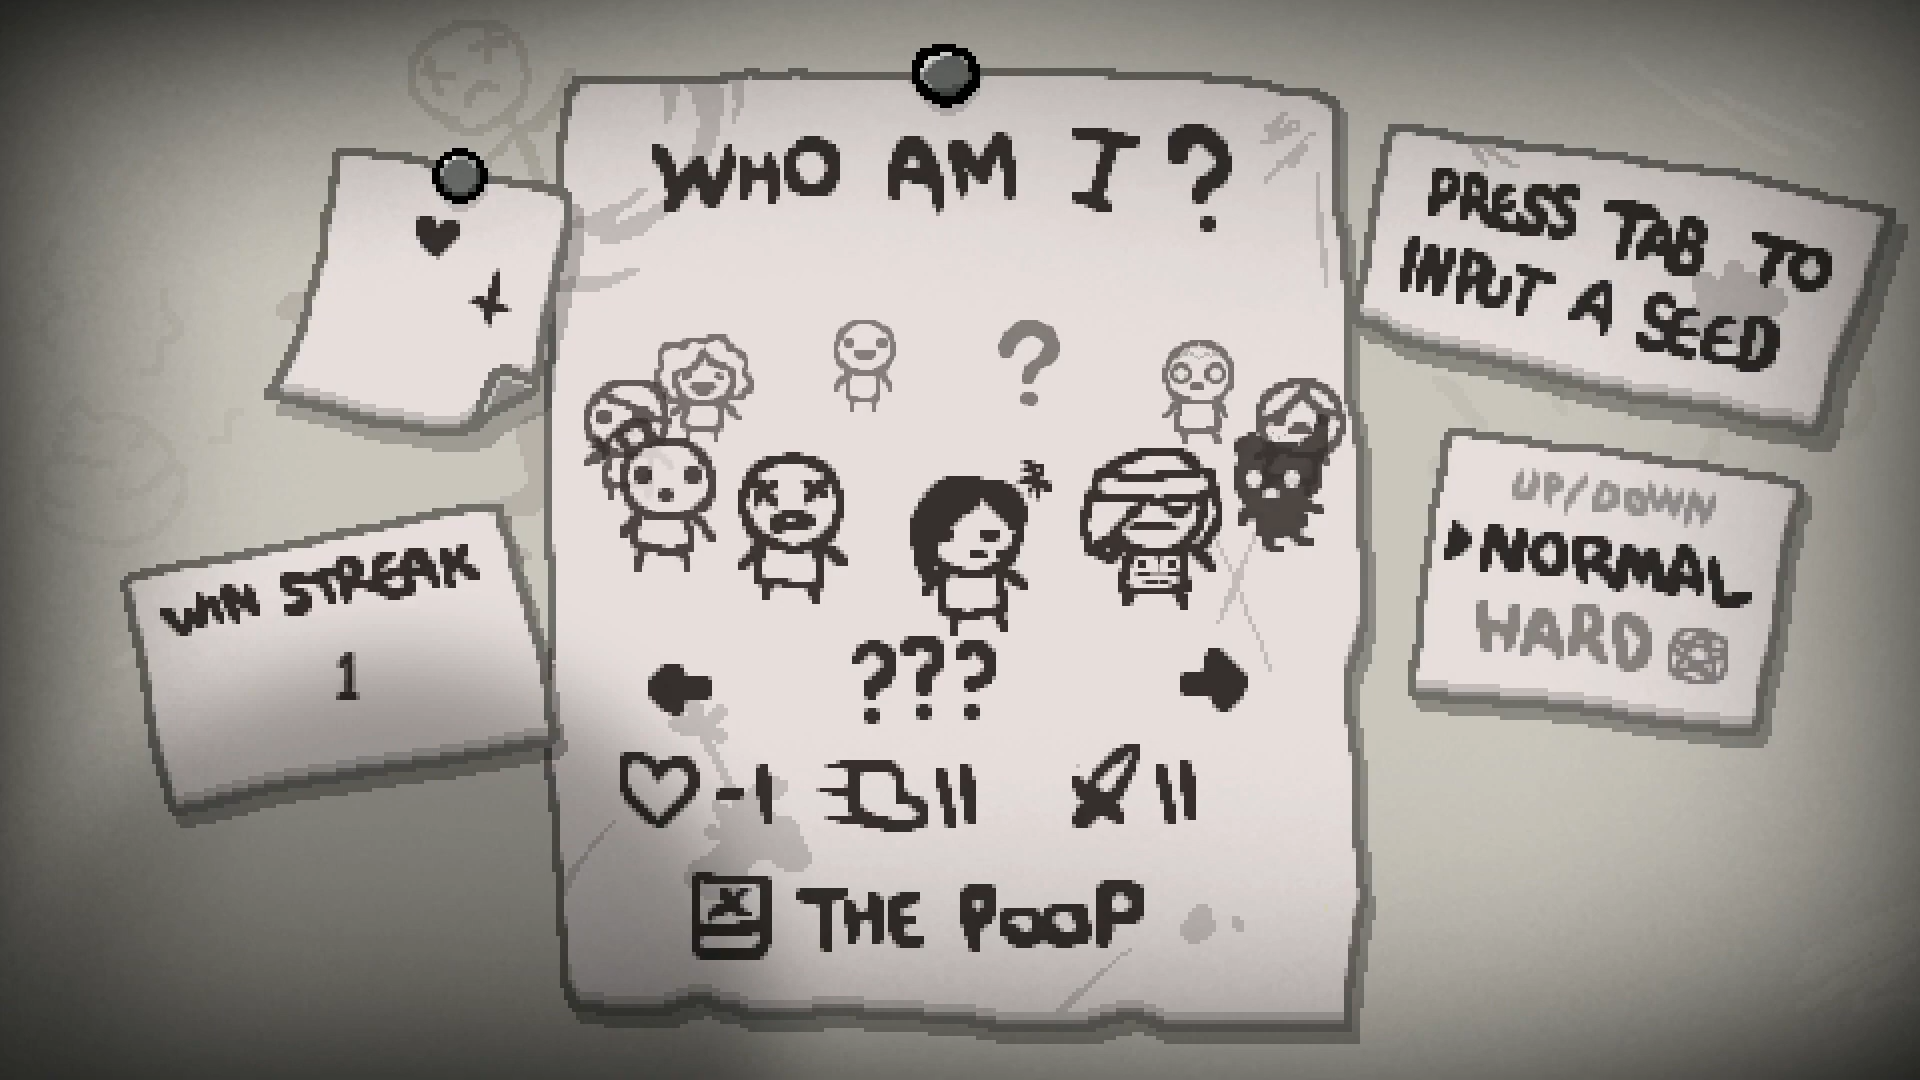 WHO AM I?
PRESS TAB TO
INPUT A SEED
?
UP/DOWN
NORMAL
HARD
WIN STREAK
1
???
-1
THE POOP